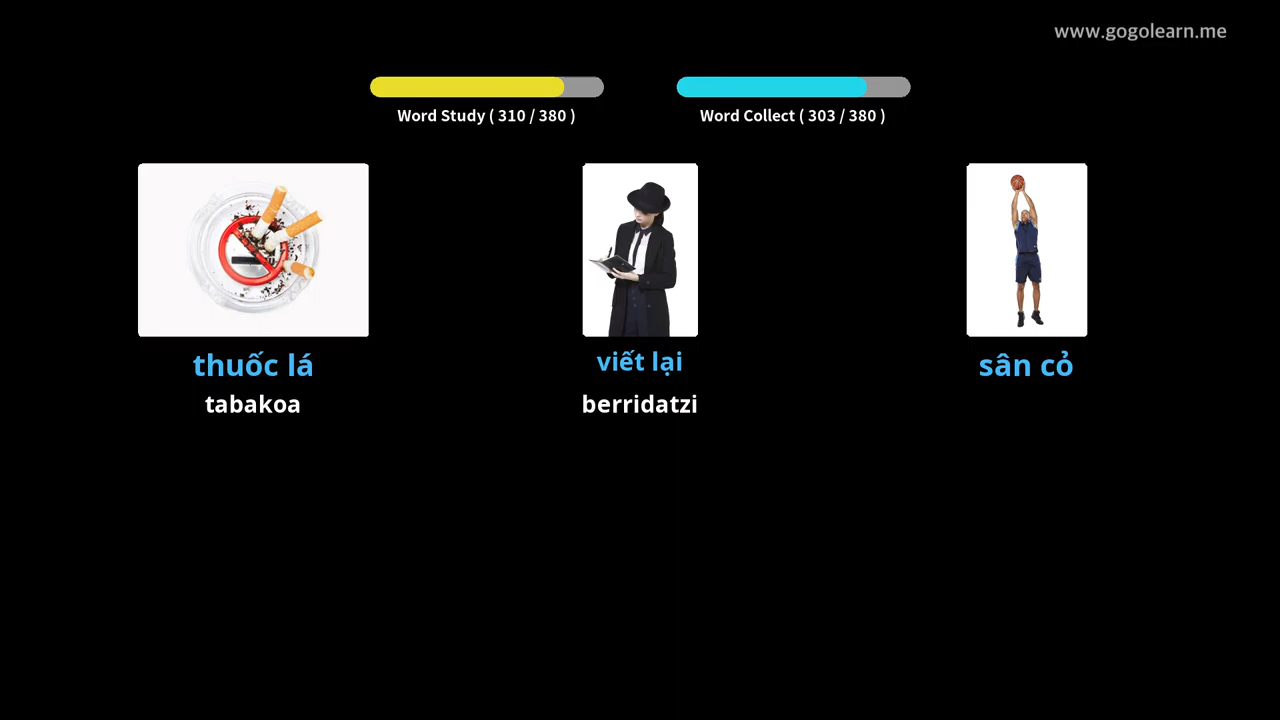 www.gogolearn.me
Word Study ( 310 / 380 )
Word Collect ( 303 / 380 )
thuốc lá
tabakoa
viết lại
berridatzi
sân cỏ